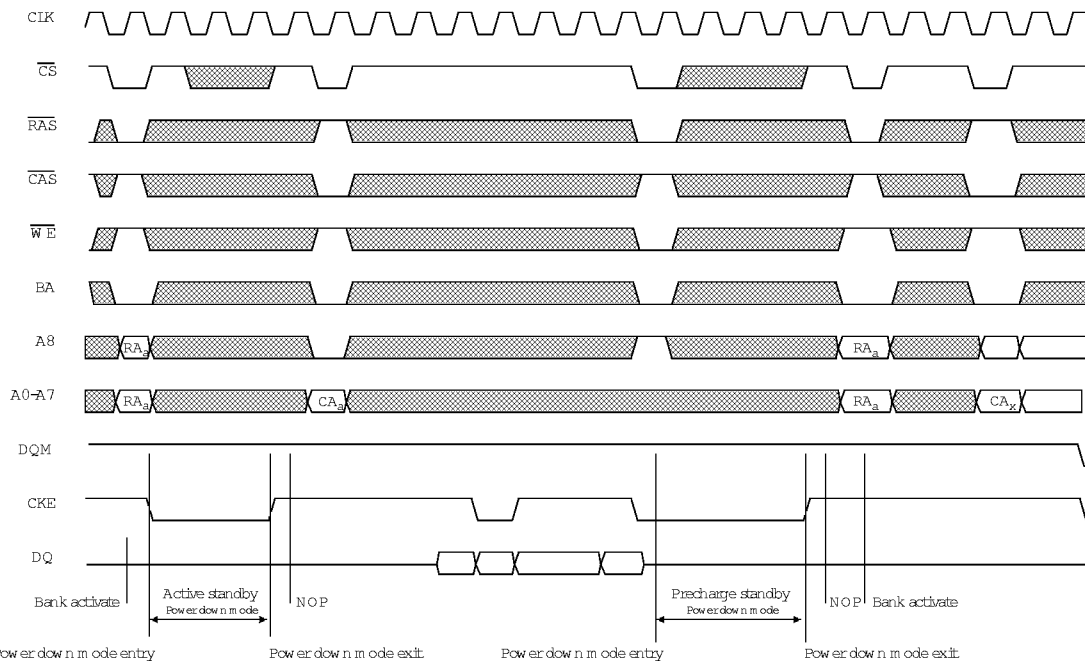 CLK
CS
RAS
CAS
WE
BA
A8 RAa RAa
A0-A7 RAa CAa RAa CAx
DQM
CKE
DQ
Bank activate Active standby Power down mode NOP Precharge standby Power down mode NOP Bank activate
Power down mode entry Power down mode exit Power down mode entry Power down mode exit